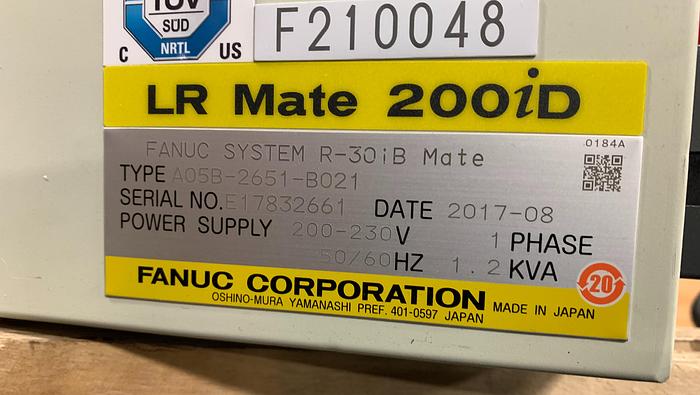 TÜV
SÜD
NRTL
C US
F210048
LR Mate 200iD
0184A
FANUC SYSTEM R-30iB Mate
TYPE A05B-2651-B021
SERIAL NO. E17832661 DATE 2017-08
POWER SUPPLY 200-230V 1 PHASE
50/60HZ 1.2KVA
20
FANUC CORPORATION
OSHINO-MURA YAMANASHI PREF. 401-0597 JAPAN MADE IN JAPAN